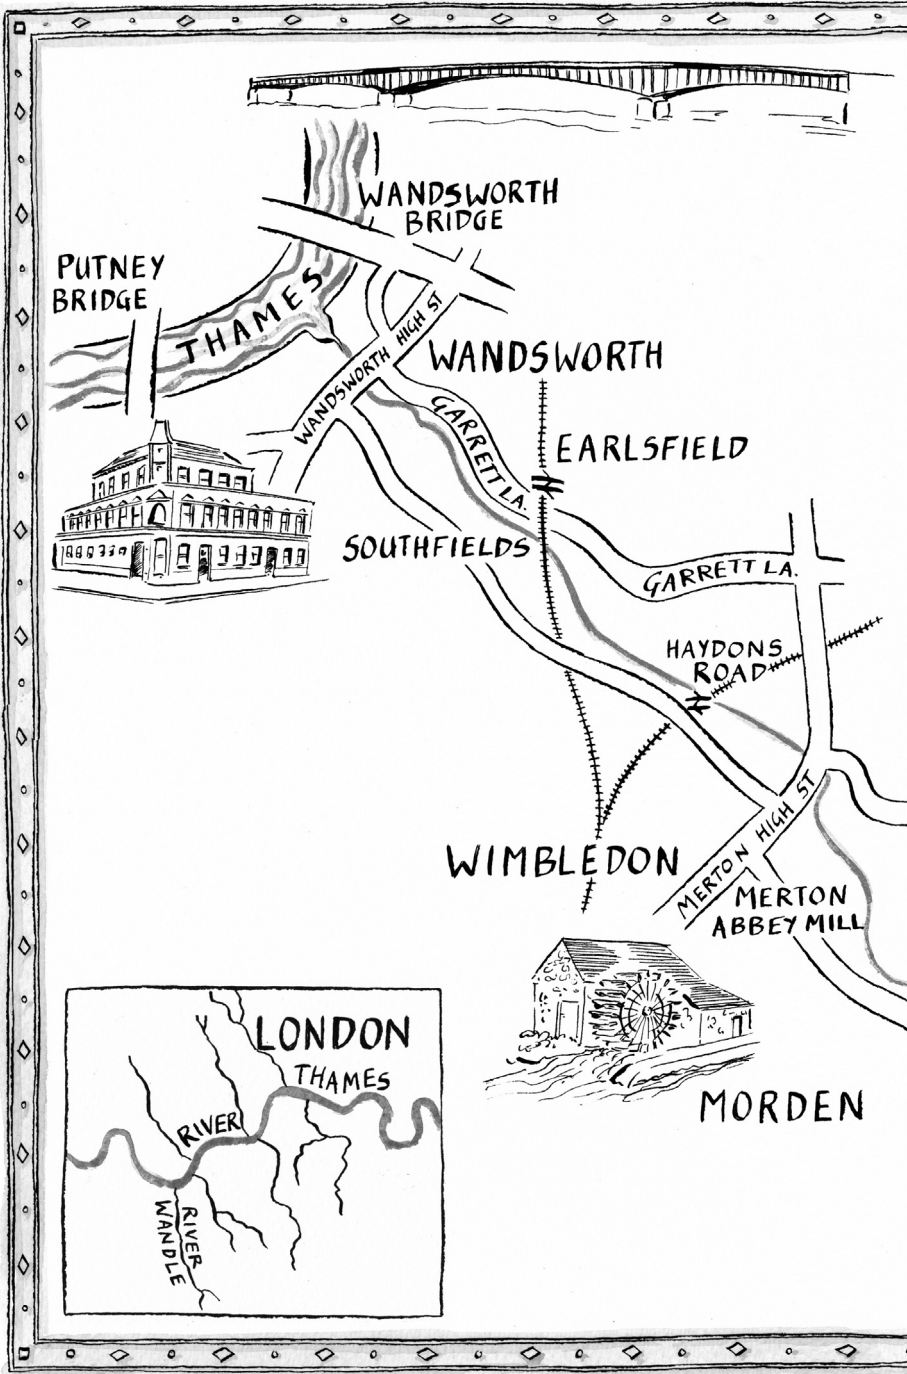 WANDSWORTH
BRIDGE
PUTNEY
BRIDGE
THAMES
WANDSWORTH HIGH ST
WANDSWORTH
GARRETT LA.
EARLSFIELD
SOUTHFIELDS
GARRETT LA.
HAYDONS
ROAD
MERTON HIGH ST
WIMBLEDON
MERTON
ABBEY MILL
MORDEN
LONDON
THAMES
RIVER
RIVER
WANDLE